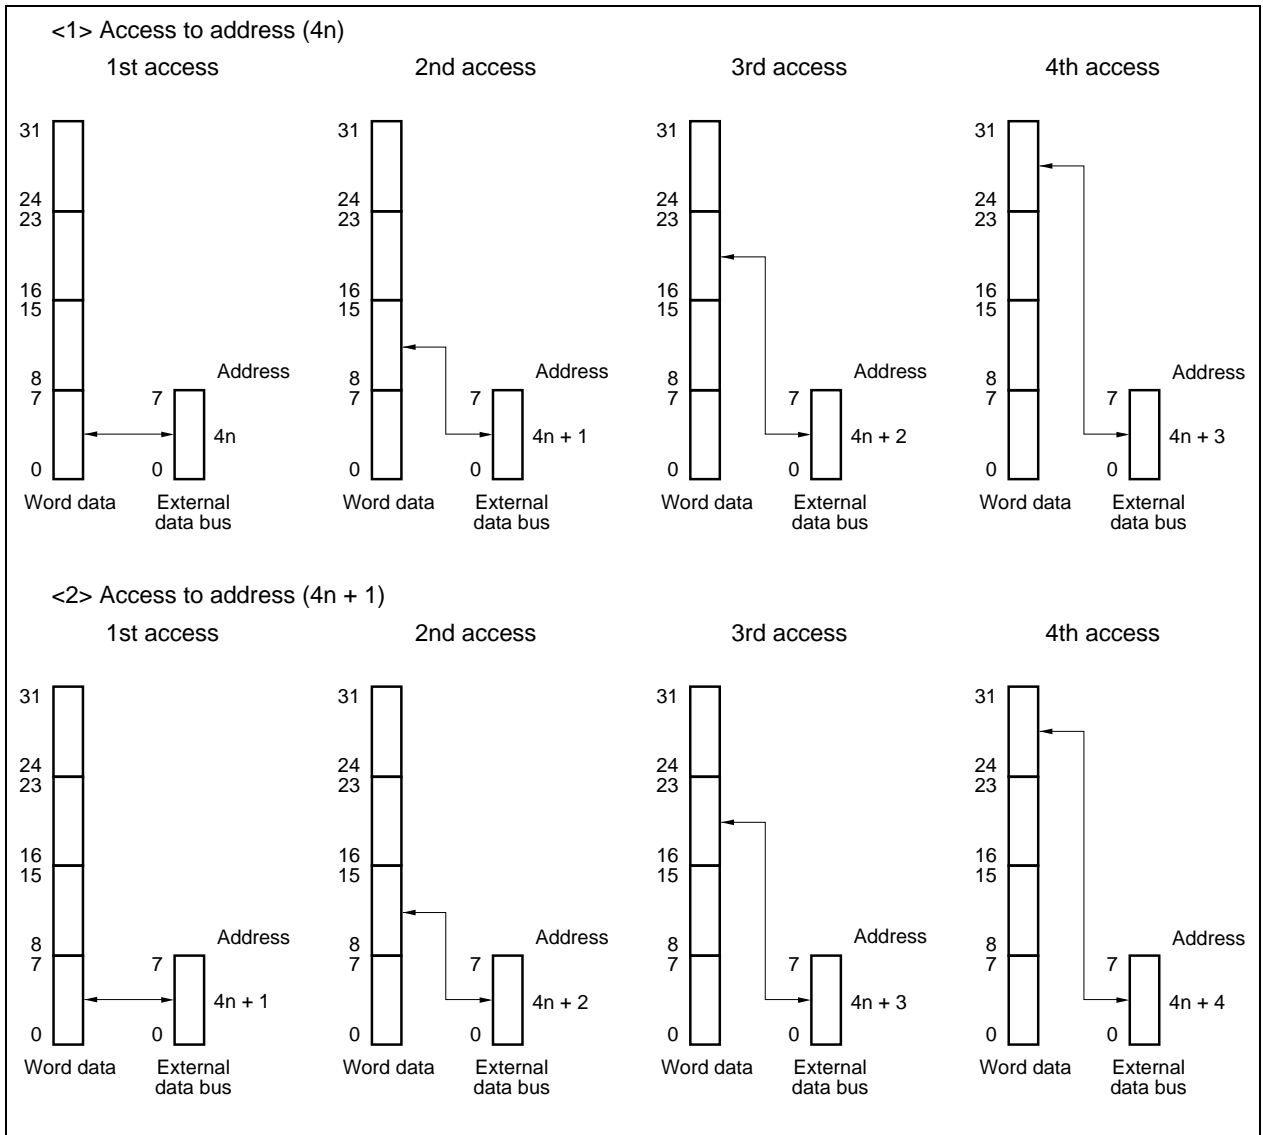 <1> Access to address (4n)
1st access 2nd access 3rd access 4th access
31 31 31 31
24 24 24 24
23 23 23 23
16 16 16 16
15 15 15 15
Address Address Address Address
8 8 8 8
7 7 7 7 7 7 7 7
4n 4n + 1 4n + 2 4n + 3
0 0 0 0 0 0 0 0
Word data External Word data External Word data External Word data External
data bus data bus data bus data bus
<2> Access to address (4n + 1)
1st access 2nd access 3rd access 4th access
31 31 31 31
24 24 24 24
23 23 23 23
16 16 16 16
15 15 15 15
Address Address Address Address
8 8 8 8
7 7 7 7 7 7 7 7
4n + 1 4n + 2 4n + 3 4n + 4
0 0 0 0 0 0 0 0
Word data External Word data External Word data External Word data External
data bus data bus data bus data bus